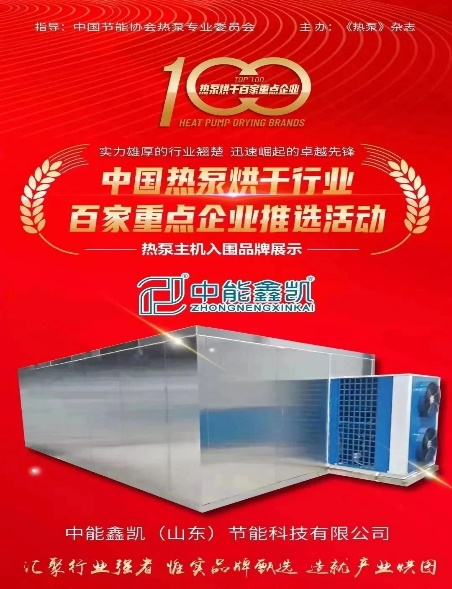 指导：中国节能协会热泵专业委员会 主办：《热泵》杂志
100
TOP 100
热泵烘干百家重点企业
HEAT PUMP DRYING BRANDS
实力雄厚的行业翘楚 迅速崛起的卓越先锋
中国热泵烘干行业
百家重点企业推选活动
热泵主机入围品牌展示
中能鑫凯®
ZHONGNENGXINKAI
中能鑫凯（山东）节能科技有限公司
汇聚行业强者 惟实品牌甄选 造就产业宏图